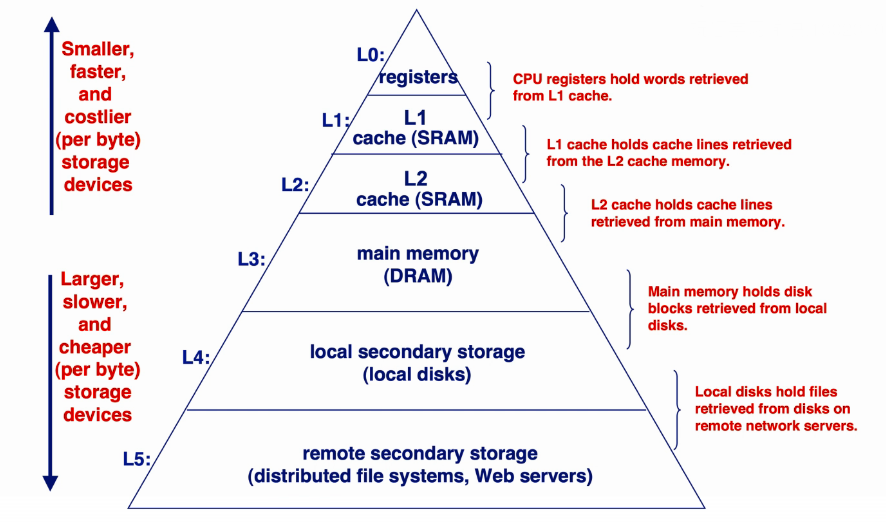 Smaller,
faster,
and
costlier
(per byte)
storage
devices
Larger,
slower,
and
cheaper
(per byte)
storage
devices
L0:
registers
L1:
L1
cache (SRAM)
L2:
L2
cache (SRAM)
L3:
main memory
(DRAM)
L4:
local secondary storage
(local disks)
L5:
remote secondary storage
(distributed file systems, Web servers)
CPU registers hold words retrieved
from L1 cache.
L1 cache holds cache lines retrieved
from the L2 cache memory.
L2 cache holds cache lines
retrieved from main memory.
Main memory holds disk
blocks retrieved from local
disks.
Local disks hold files
retrieved from disks on
remote network servers.